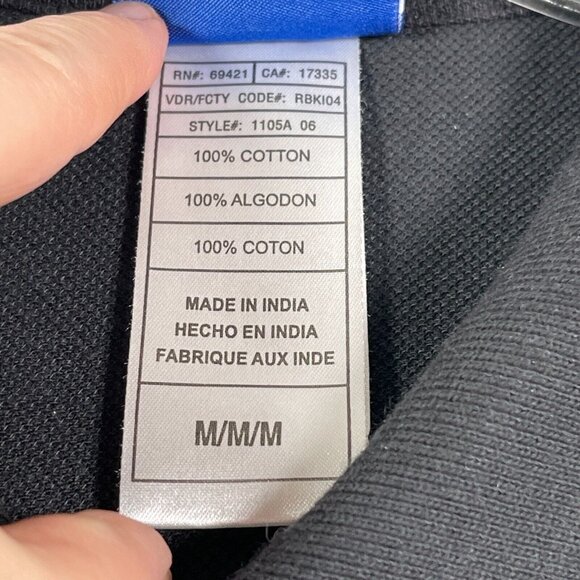 RN#: 69421 CA#: 17335
VDR/FCTY CODE#: RBKI04
STYLE#: 1105A 06
100% COTTON
100% ALGODON
100% COTON
MADE IN INDIA
HECHO EN INDIA
FABRIQUE AUX INDE
M/M/M